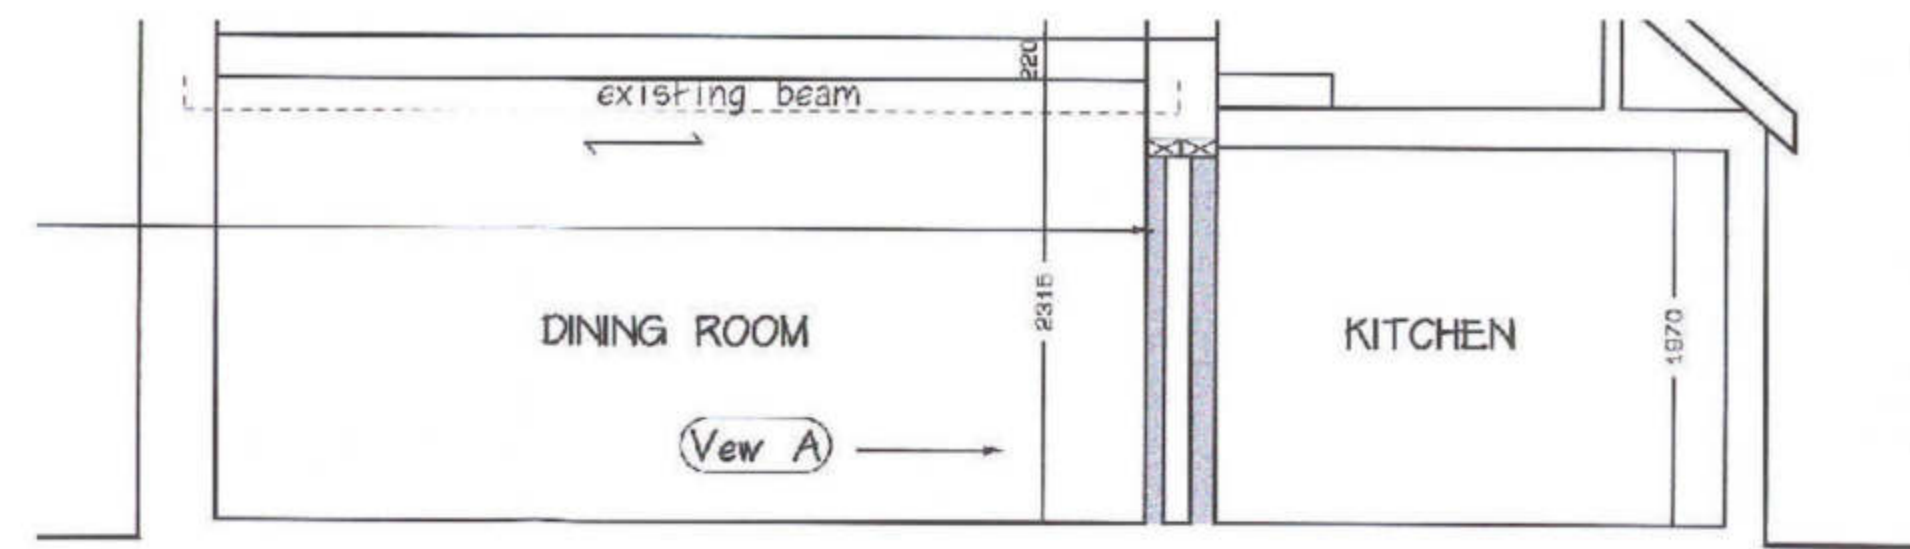 220
existing beam
2315
DINING ROOM
KITCHEN
1970
Vew A